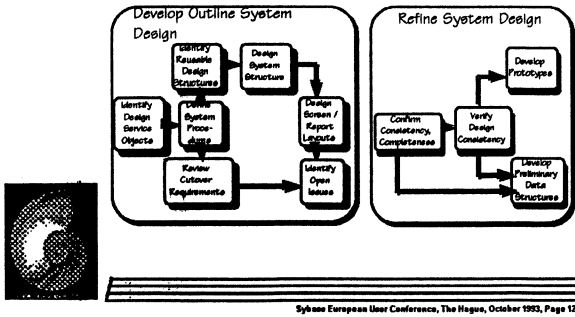 Develop Outline System
Design
Identify
Reusable
Design
Structures
Design
System
Structure
Identify
Design
Service
Objects
System
Proce-
dures
Design
Screen /
Report
Layouts
Review
Cutover
Requirements
Identify
Open
Issues
Refine System Design
Develop
Prototypes
Confirm
Consistency,
Completeness
Verify
Design
Consistency
Develop
Preliminary
Data
Structures
Sybase European User Conference, The Hague, October 1993, Page 12